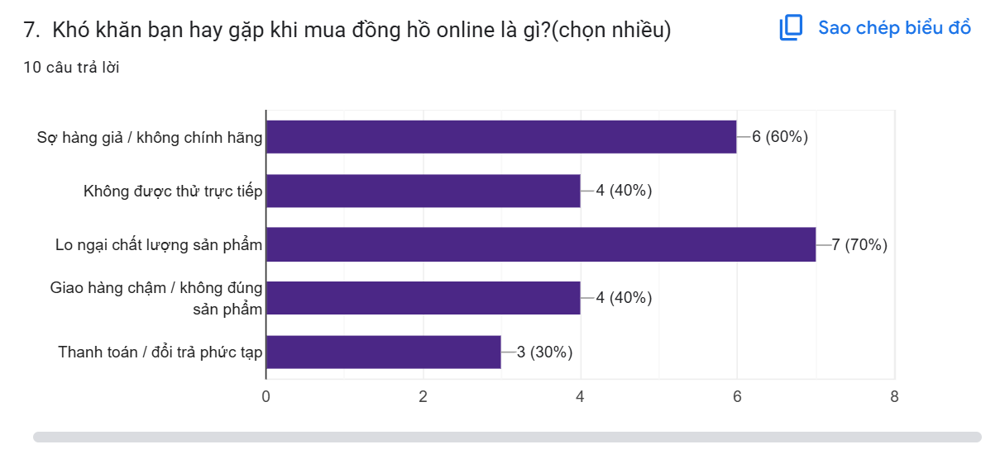 7. Khó khăn bạn hay gặp khi mua đồng hồ online là gì?(chọn nhiều)
Sao chép biểu đồ
10 câu trả lời
Sợ hàng giả / không chính hãng
6 (60%)
Không được thử trực tiếp
4 (40%)
Lo ngại chất lượng sản phẩm
7 (70%)
Giao hàng chậm / không đúng
sản phẩm
4 (40%)
Thanh toán / đổi trả phức tạp
3 (30%)
0 2 4 6 8